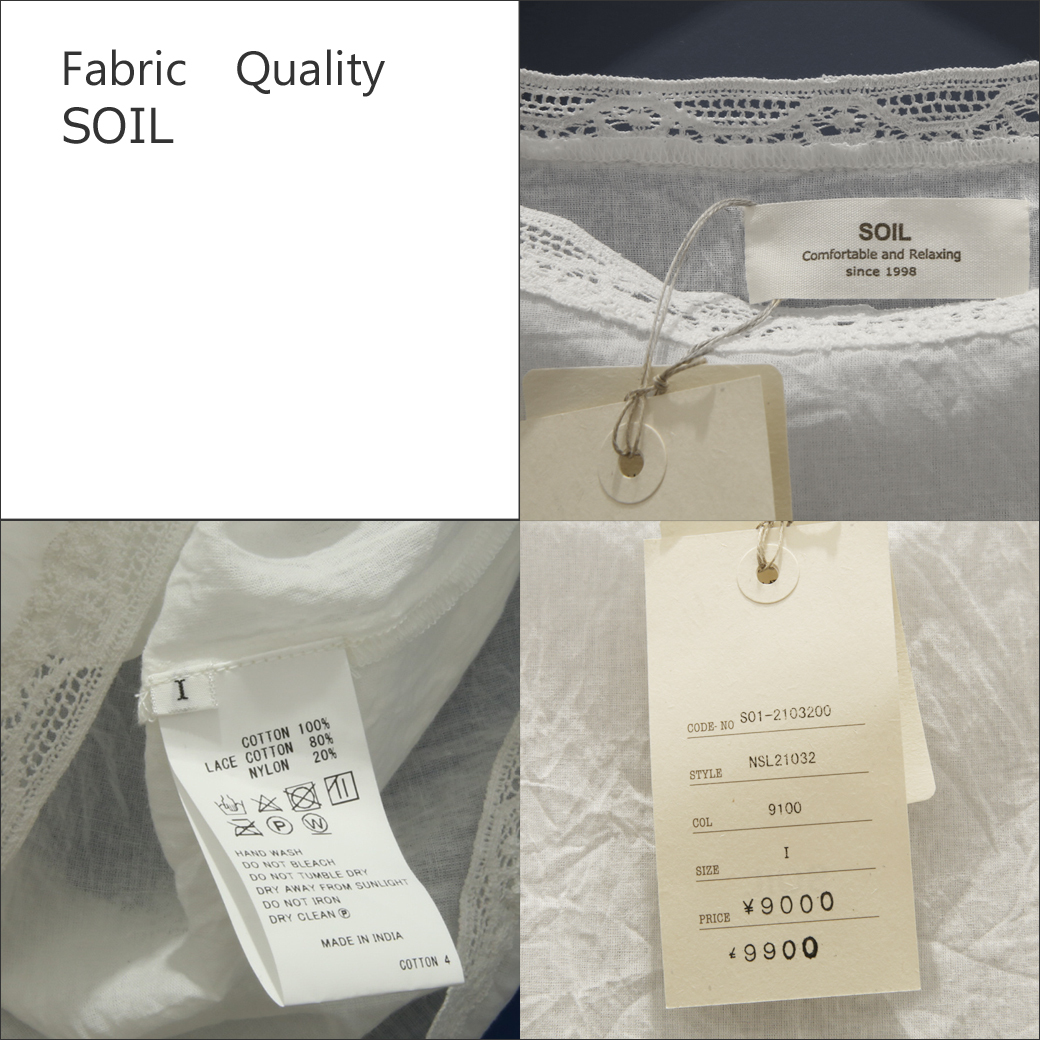 Fabric Quality
SOIL
SOIL
Comfortable and Relaxing
since 1998
I
COTTON 100%
LACE COTTON 80%
NYLON 20%
P W
HAND WASH
DO NOT BLEACH
DO NOT TUMBLE DRY
DRY AWAY FROM SUNLIGHT
DO NOT IRON
DRY CLEAN Ⓟ
MADE IN INDIA
COTTON 4
CODE-NO S01-2103200
STYLE NSL21032
COL 9100
SIZE I
PRICE ¥9000
¥9900